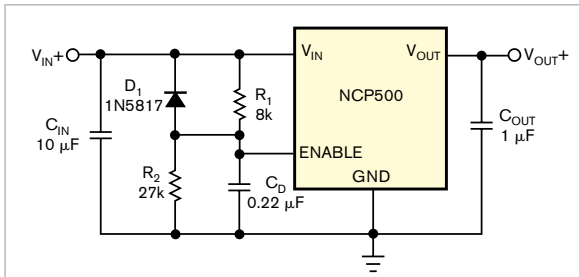 V_IN+
D_1
1N5817
C_IN
10 µF
R_1
8k
R_2
27k
C_D
0.22 µF
V_IN
V_OUT
NCP500
ENABLE
GND
V_OUT+
C_OUT
1 µF